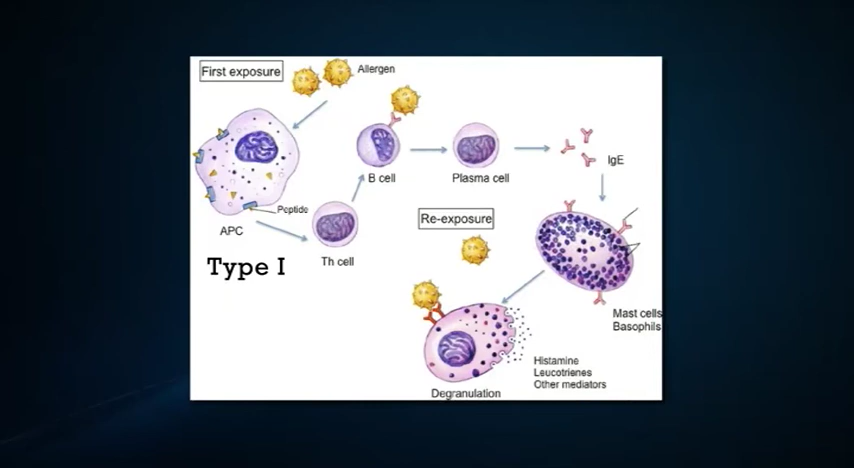 First exposure
Allergen
B cell
Plasma cell
IgE
Peptide
APC
Re-exposure
Th cell
Type I
Mast cells
Basophils
Histamine
Leucotrienes
Other mediators
Degranulation